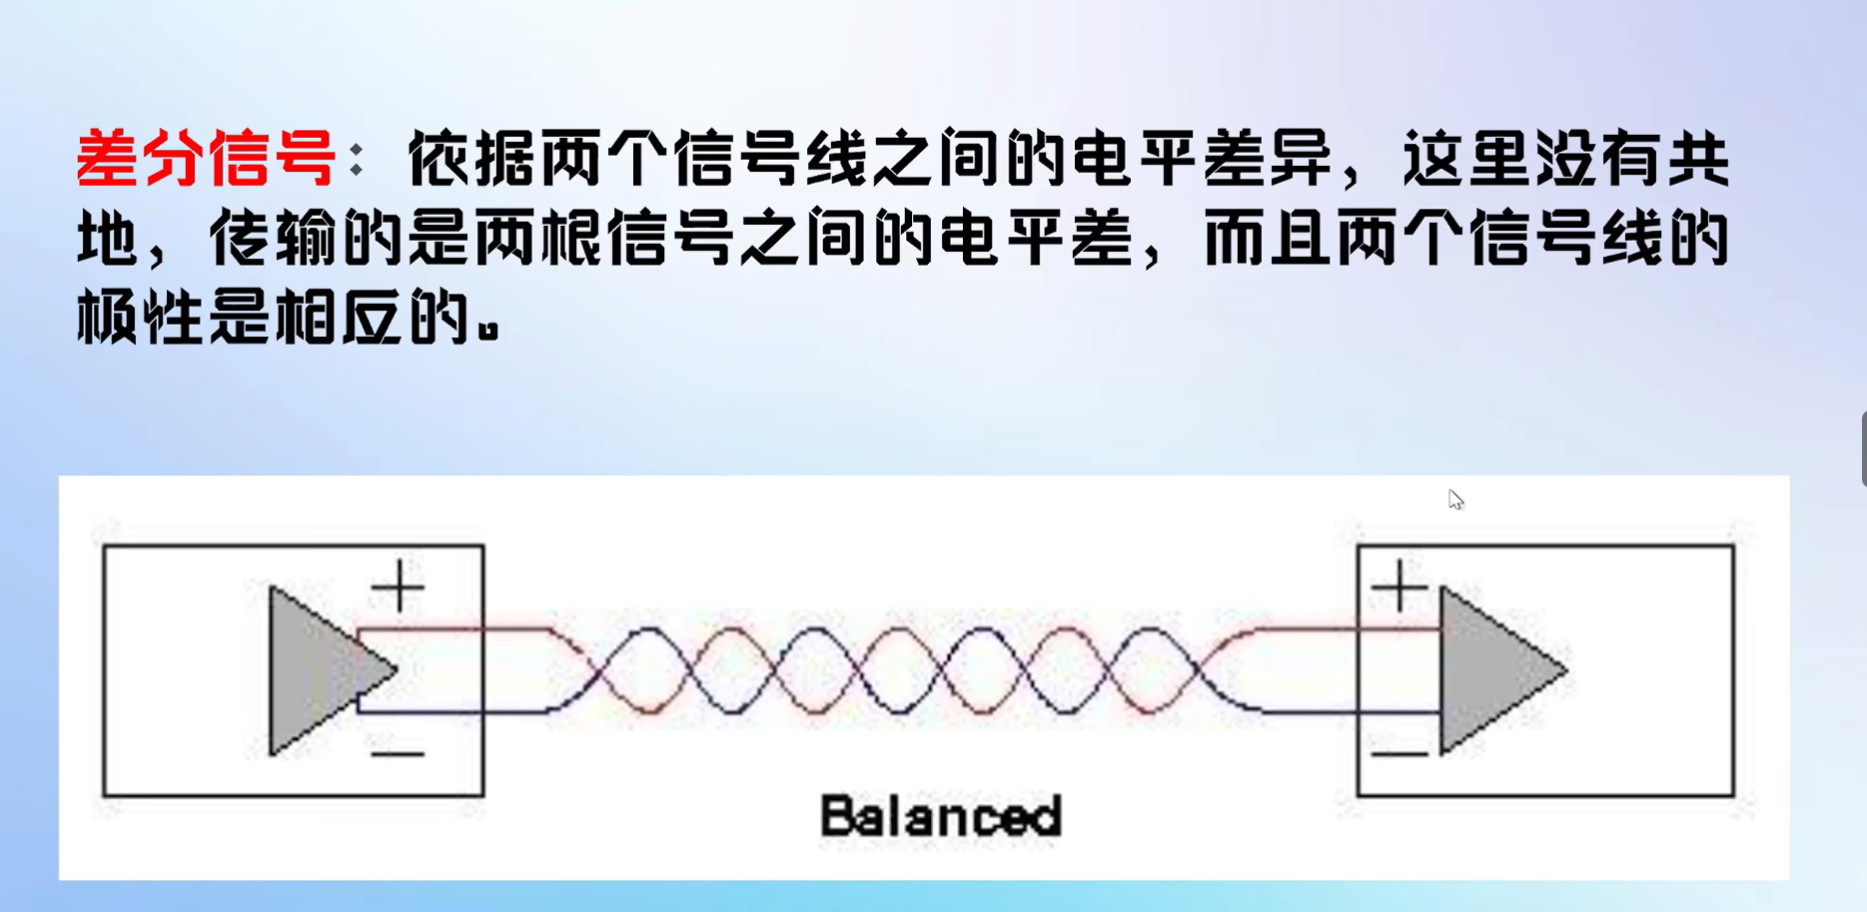 差分信号：依据两个信号线之间的电平差异，这里没有共
地，传输的是两根信号之间的电平差，而且两个信号线的
极性是相反的。
+ +
— —
Balanced